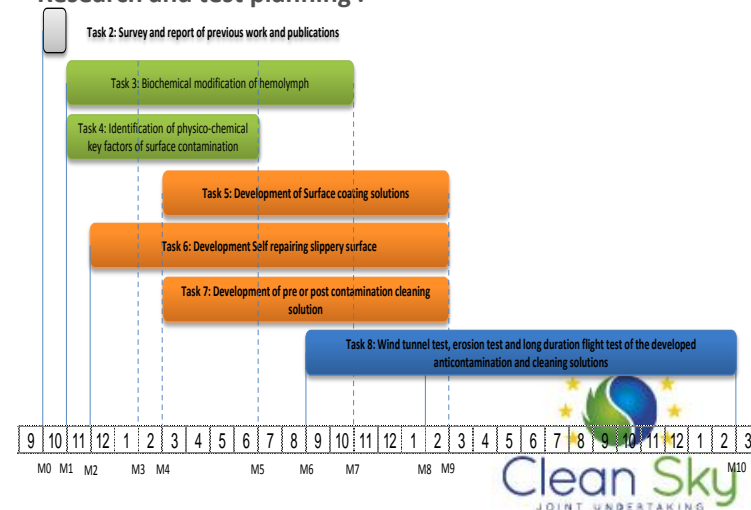 Research and test planning :
Task 2: Survey and report of previous work and publications
Task 3: Biochemical modification of hemolymph
Task 4: Identification of physico-chemical
key factors of surface contamination
Task 5: Development of Surface coating solutions
Task 6: Development Self repairing slippery surface
Task 7: Development of pre or post contamination cleaning
solution
Task 8: Wind tunnel test, erosion test and long duration flight test of the developed
anticontamination and cleaning solutions
9 10 11 12 1 2 3 4 5 6 7 8 9 10 11 12 1 2 3 4 5 6 7 8 9 10 11 12 1 2 3
M0 M1 M2 M3 M4 M5 M6 M7 M8 M9 M10
Clean Sky
JOINT UNDERTAKING